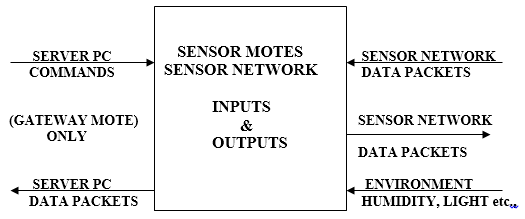 SERVER PC
COMMANDS
(GATEWAY MOTE)
ONLY
SERVER PC
DATA PACKETS
SENSOR MOTES
SENSOR NETWORK
INPUTS
&
OUTPUTS
SENSOR NETWORK
DATA PACKETS
SENSOR NETWORK
DATA PACKETS
ENVIRONMENT
HUMIDITY, LIGHT etc..